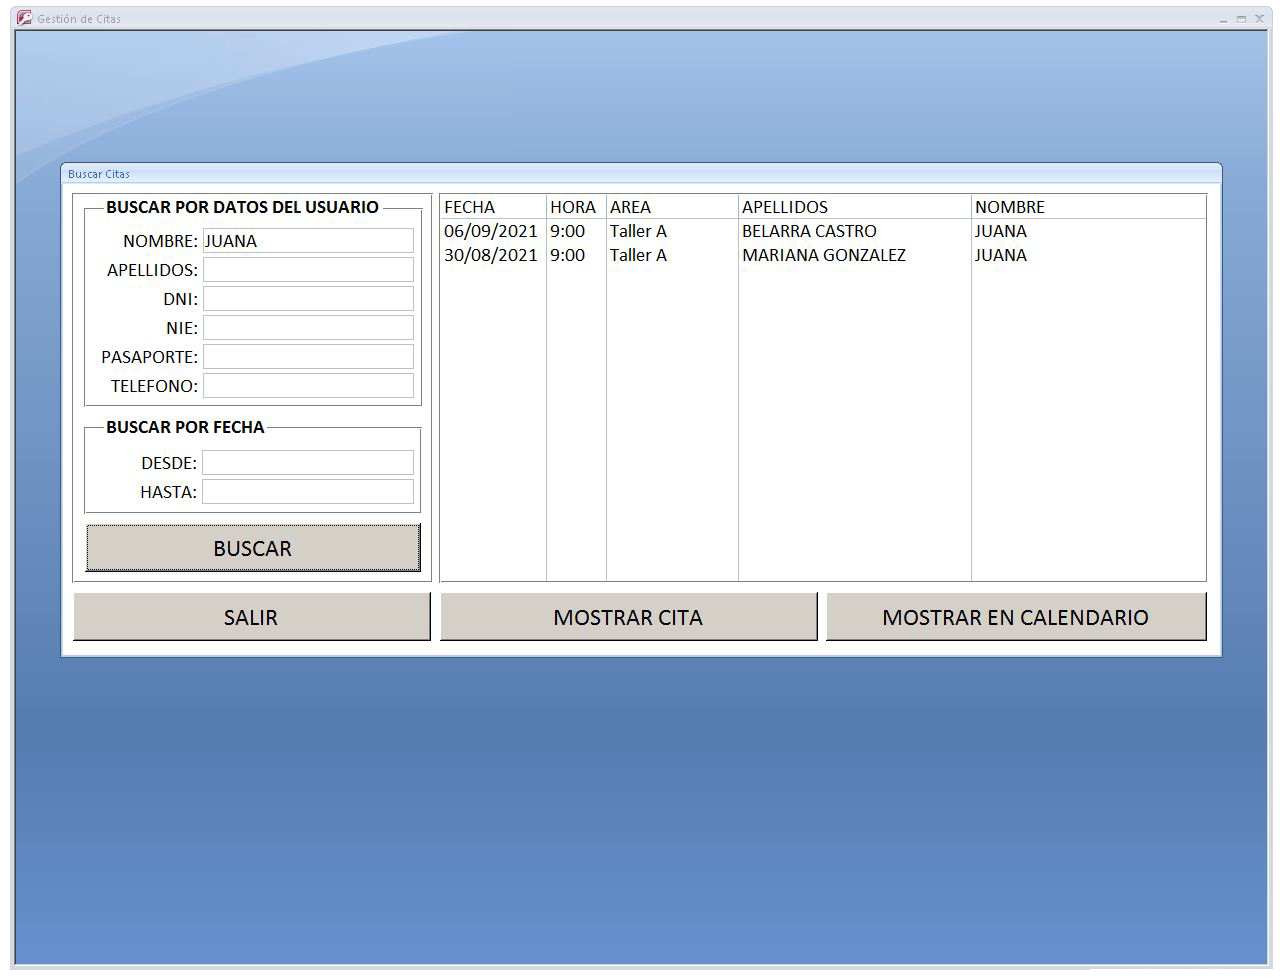 Gestión de Citas
Buscar Citas
BUSCAR POR DATOS DEL USUARIO
NOMBRE: JUANA
APELLIDOS:
DNI:
NIE:
PASAPORTE:
TELEFONO:
BUSCAR POR FECHA
DESDE:
HASTA:
BUSCAR
FECHA HORA AREA APELLIDOS NOMBRE
06/09/2021 9:00 Taller A BELARRA CASTRO JUANA
30/08/2021 9:00 Taller A MARIANA GONZALEZ JUANA
SALIR
MOSTRAR CITA
MOSTRAR EN CALENDARIO